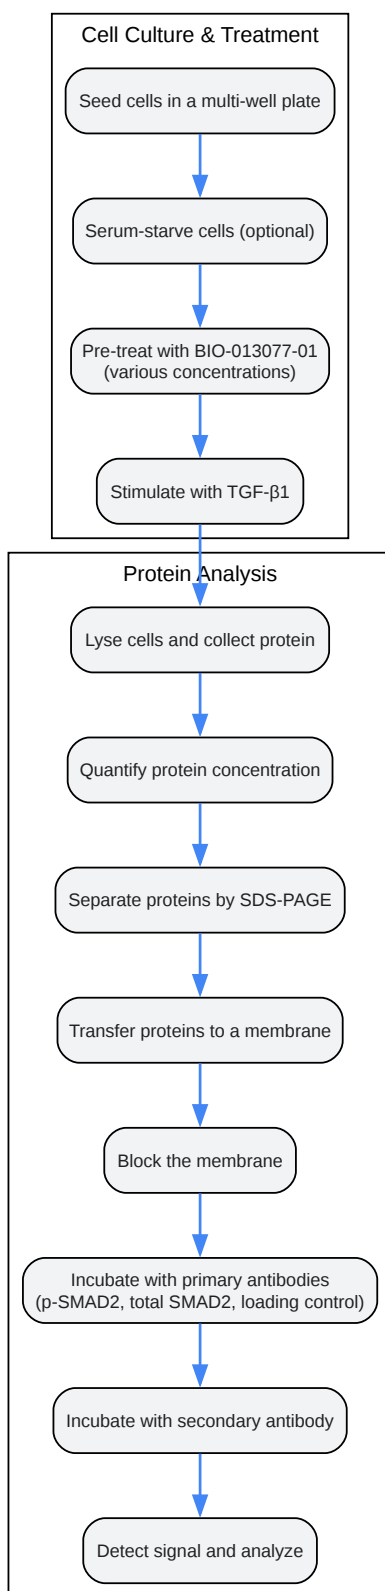 Cell Culture & Treatment
Seed cells in a multi-well plate
Serum-starve cells (optional)
Pre-treat with BIO-013077-01
(various concentrations)
Stimulate with TGF-β1
Protein Analysis
Lyse cells and collect protein
Quantify protein concentration
Separate proteins by SDS-PAGE
Transfer proteins to a membrane
Block the membrane
Incubate with primary antibodies
(p-SMAD2, total SMAD2, loading control)
Incubate with secondary antibody
Detect signal and analyze